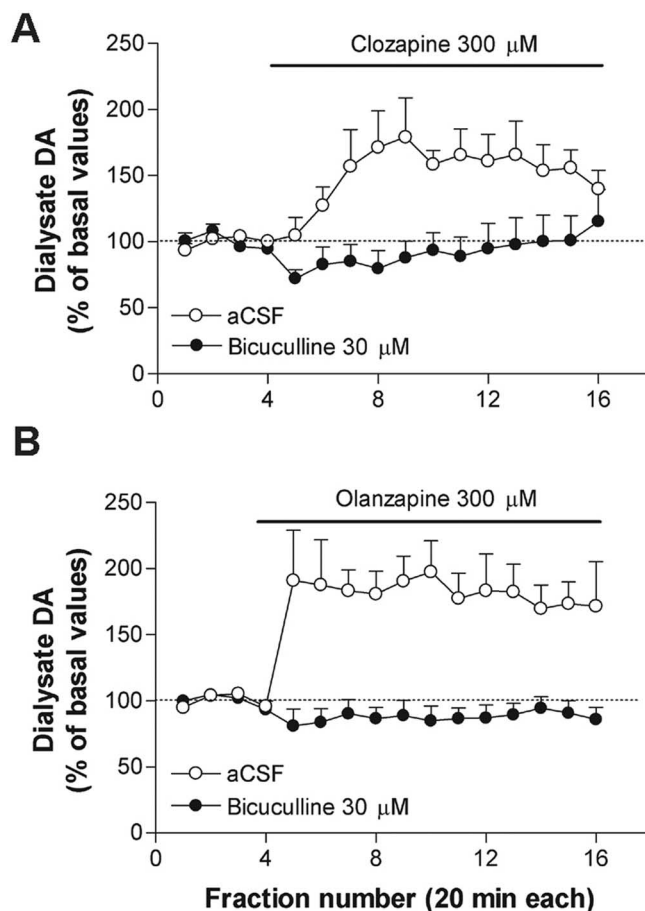 A
Clozapine 300 μM
Dialysate DA
(% of basal values)
250
200
150
100
50
0
aCSF
Bicuculline 30 μM
0
4
8
12
16
B
Olanzapine 300 μM
Dialysate DA
(% of basal values)
250
200
150
100
50
0
aCSF
Bicuculline 30 μM
0
4
8
12
16
Fraction number (20 min each)